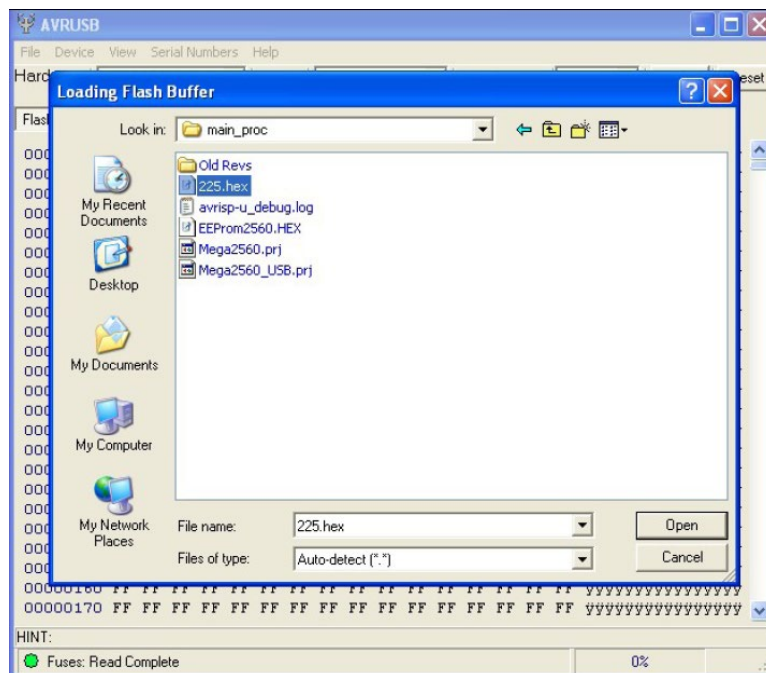 AVRUSB
File Device View Serial Numbers Help
Hard eset
Loading Flash Buffer
Flas
Look in: main_proc
Old Revs
225.hex
avrisp-u_debug.log
EEProm2560.HEX
Mega2560.prj
Mega2560_USB.prj
My Recent
Documents
Desktop
My Documents
My Computer
My Network
Places
File name: 225.hex Open
Files of type: Auto-detect (*.*) Cancel
00000170 FF FF FF FF FF FF FF FF FF FF FF FF FF FF FF FF ÿÿÿÿÿÿÿÿÿÿÿÿÿÿÿÿ
HINT:
Fuses: Read Complete 0%